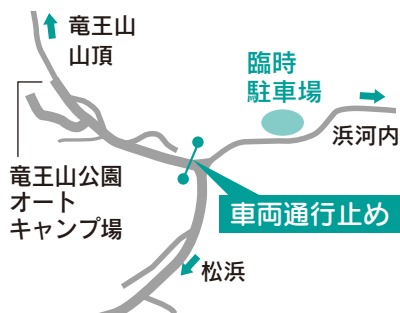 竜王山
山頂
臨時
駐車場
浜河内
竜王山公園
オート
キャンプ場
車両通行止め
松浜